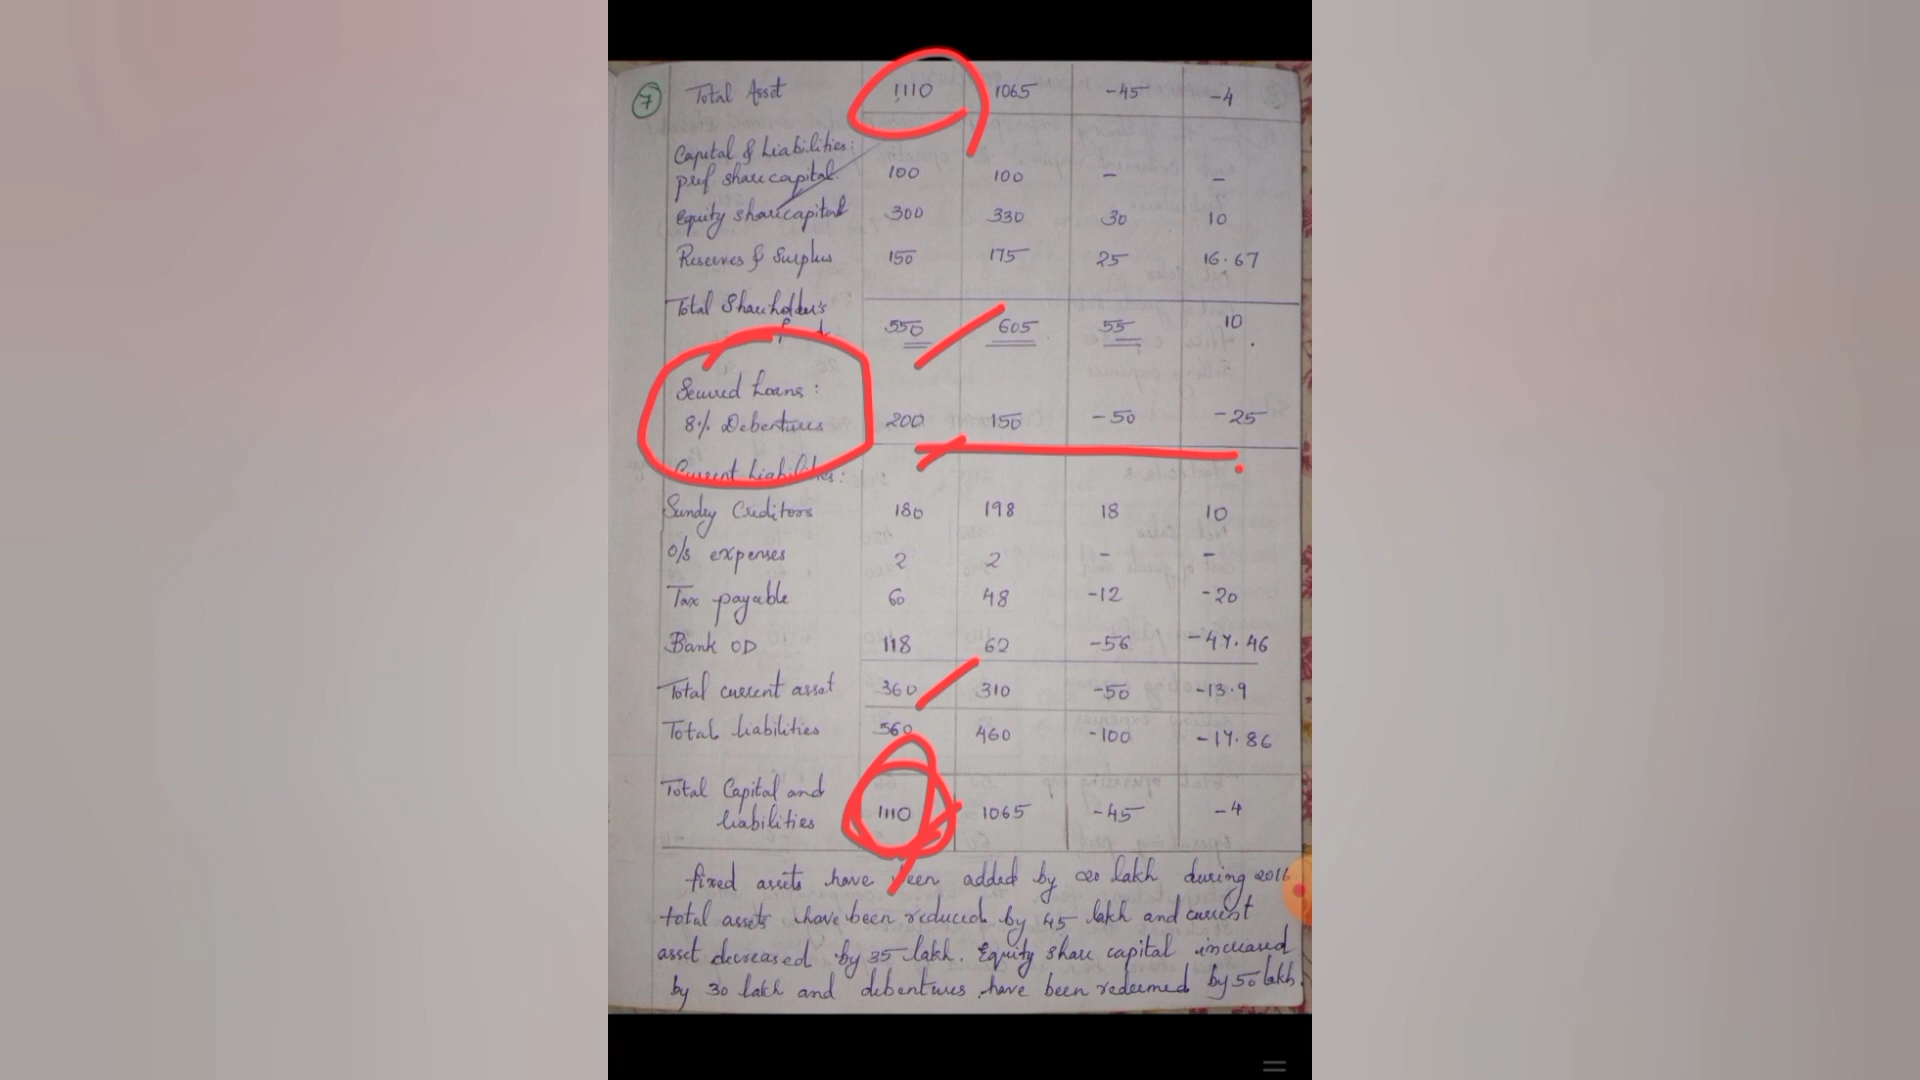 7 Total Asset 1110 1065 -45 -4
Capital & Liabilities:
pref. share capital. 100 100 - -
Equity share capital 300 330 30 10
Reserves & Surplus 150 175 25 16.67
Total Shareholder's
550 605 55 10
Secured Loans:
8% Debentures 200 150 -50 -25
Current Liabilities:
Sundry Creditors 180 198 18 10
o/s expenses 2 2 - -
Tax payable 60 48 -12 -20
Bank OD 118 62 -56 -47.46
Total current asset 360 310 -50 -13.9
Total liabilities 560 460 -100 -17.86
Total Capital and
liabilities 1110 1065 -45 -4
fixed assets have been added by lakh during 2016
total assets have been reduced by 45 lakh and current
asset decreased by 35 lakh. Equity share capital increased
by 30 lakh and debentures have been redeemed by 50 lakh.